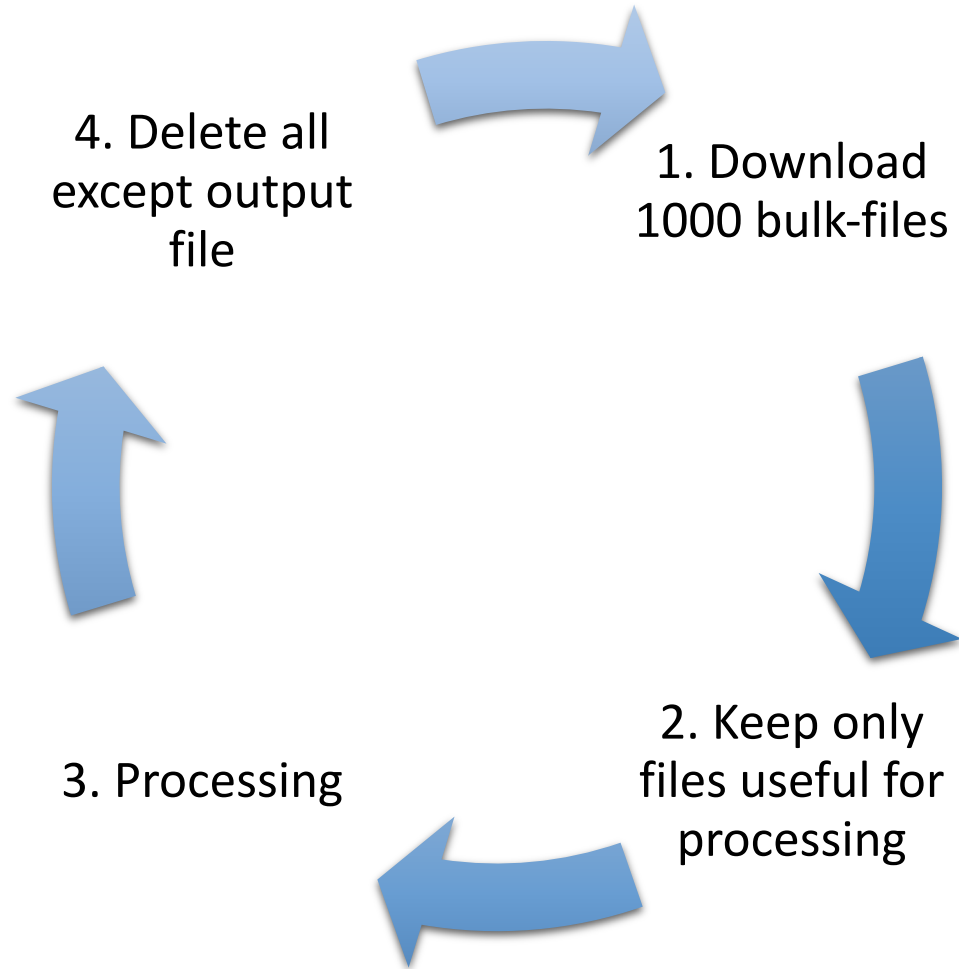 1. Download
1000 bulk-files
2. Keep only
files useful for
processing
3. Processing
4. Delete all
except output
file